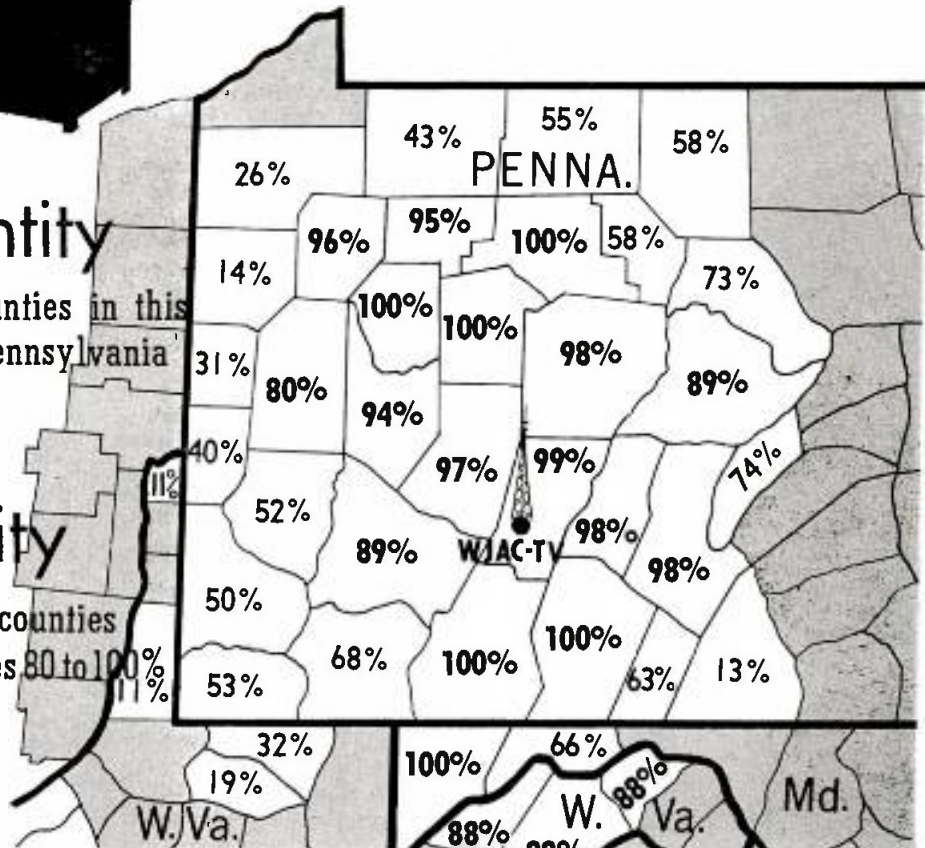 43% 55% 58%
PENNA.
26%
ntity
96% 95% 100% 58%
14% 73%
unties in this
100% 100%
ennsylvania
31% 98%
80% 89%
94%
40% 97% 99% 74%
11%
52% 98%
ity
89% WJAC-TV
98%
50%
counties
100%
68% 100%
es 80 to 100%
11% 53% 63% 13%
32% 66%
100%
19% 88%
W. Va. W. Va. Md.
88%